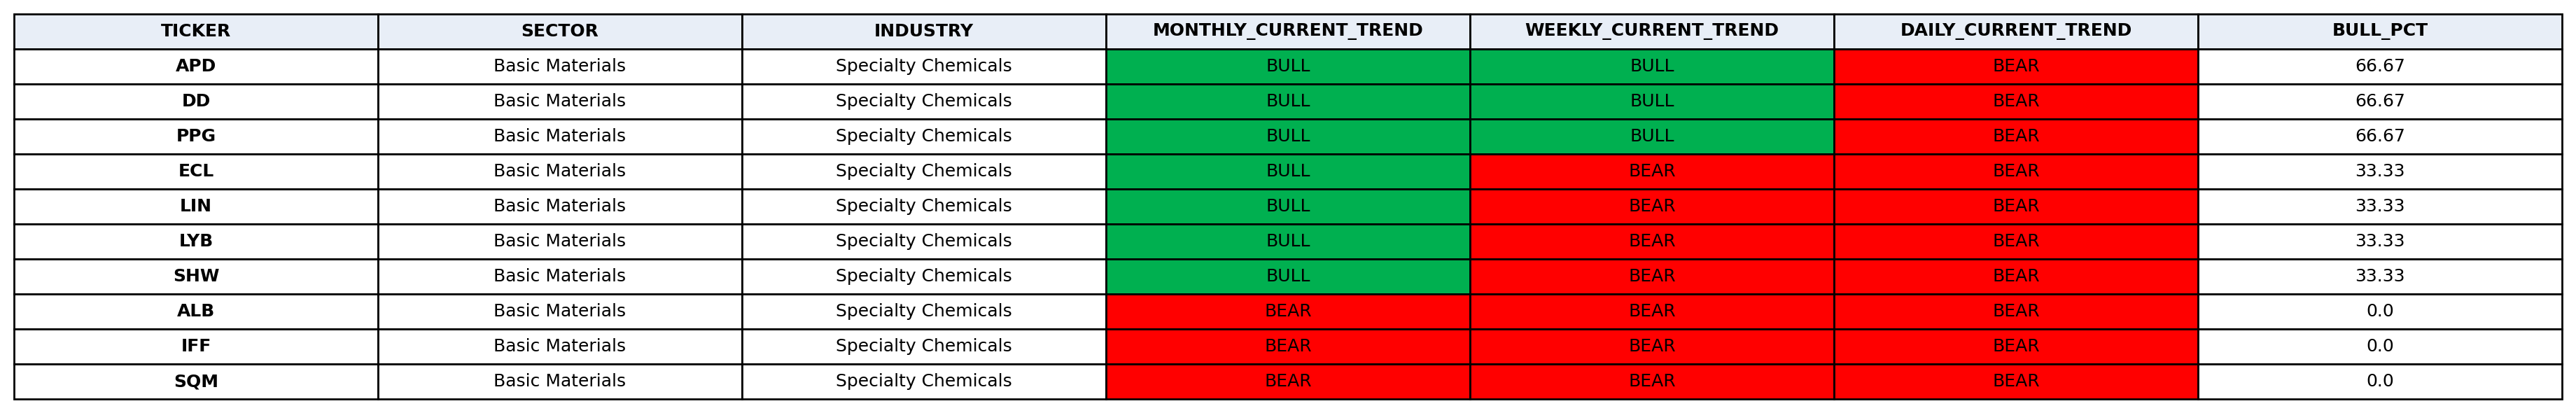 TICKER SECTOR INDUSTRY MONTHLY_CURRENT_TREND WEEKLY_CURRENT_TREND DAILY_CURRENT_TREND BULL_PCT
APD Basic Materials Specialty Chemicals BULL BULL BEAR 66.67
DD Basic Materials Specialty Chemicals BULL BULL BEAR 66.67
PPG Basic Materials Specialty Chemicals BULL BULL BEAR 66.67
ECL Basic Materials Specialty Chemicals BULL BEAR BEAR 33.33
LIN Basic Materials Specialty Chemicals BULL BEAR BEAR 33.33
LYB Basic Materials Specialty Chemicals BULL BEAR BEAR 33.33
SHW Basic Materials Specialty Chemicals BULL BEAR BEAR 33.33
ALB Basic Materials Specialty Chemicals BEAR BEAR BEAR 0.0
IFF Basic Materials Specialty Chemicals BEAR BEAR BEAR 0.0
SQM Basic Materials Specialty Chemicals BEAR BEAR BEAR 0.0